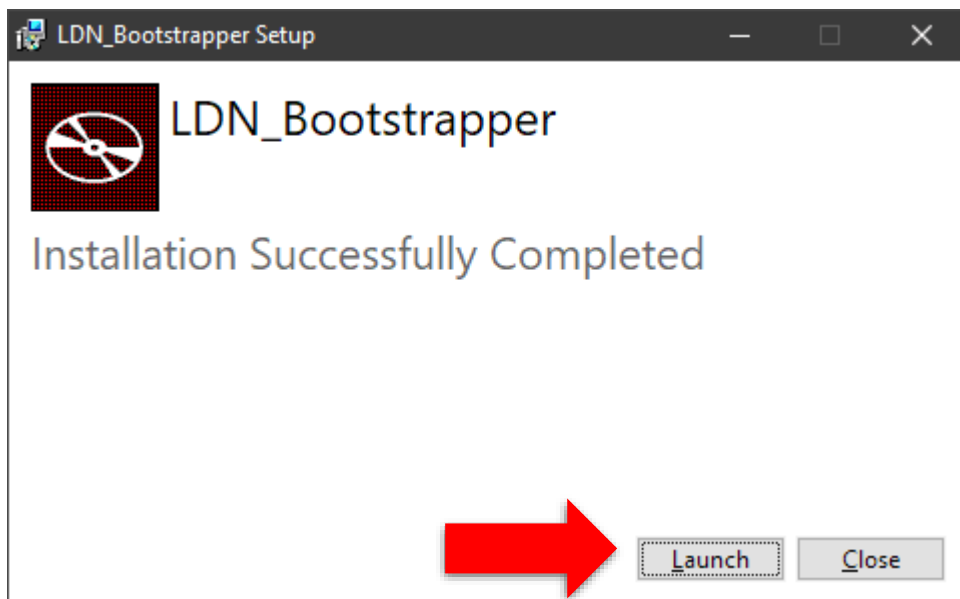 LDN_Bootstrapper Setup
LDN_Bootstrapper
Installation Successfully Completed
Launch Close